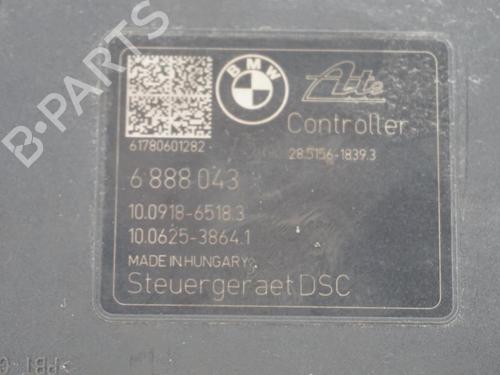 B-PARTS
BMW
Ate
Controller
61780601282
28.5156-1839.3
6 888 043
10.0918-6518.3
10.0625-3864.1
MADE IN HUNGARY
Steuergeraet DSC
>PBT